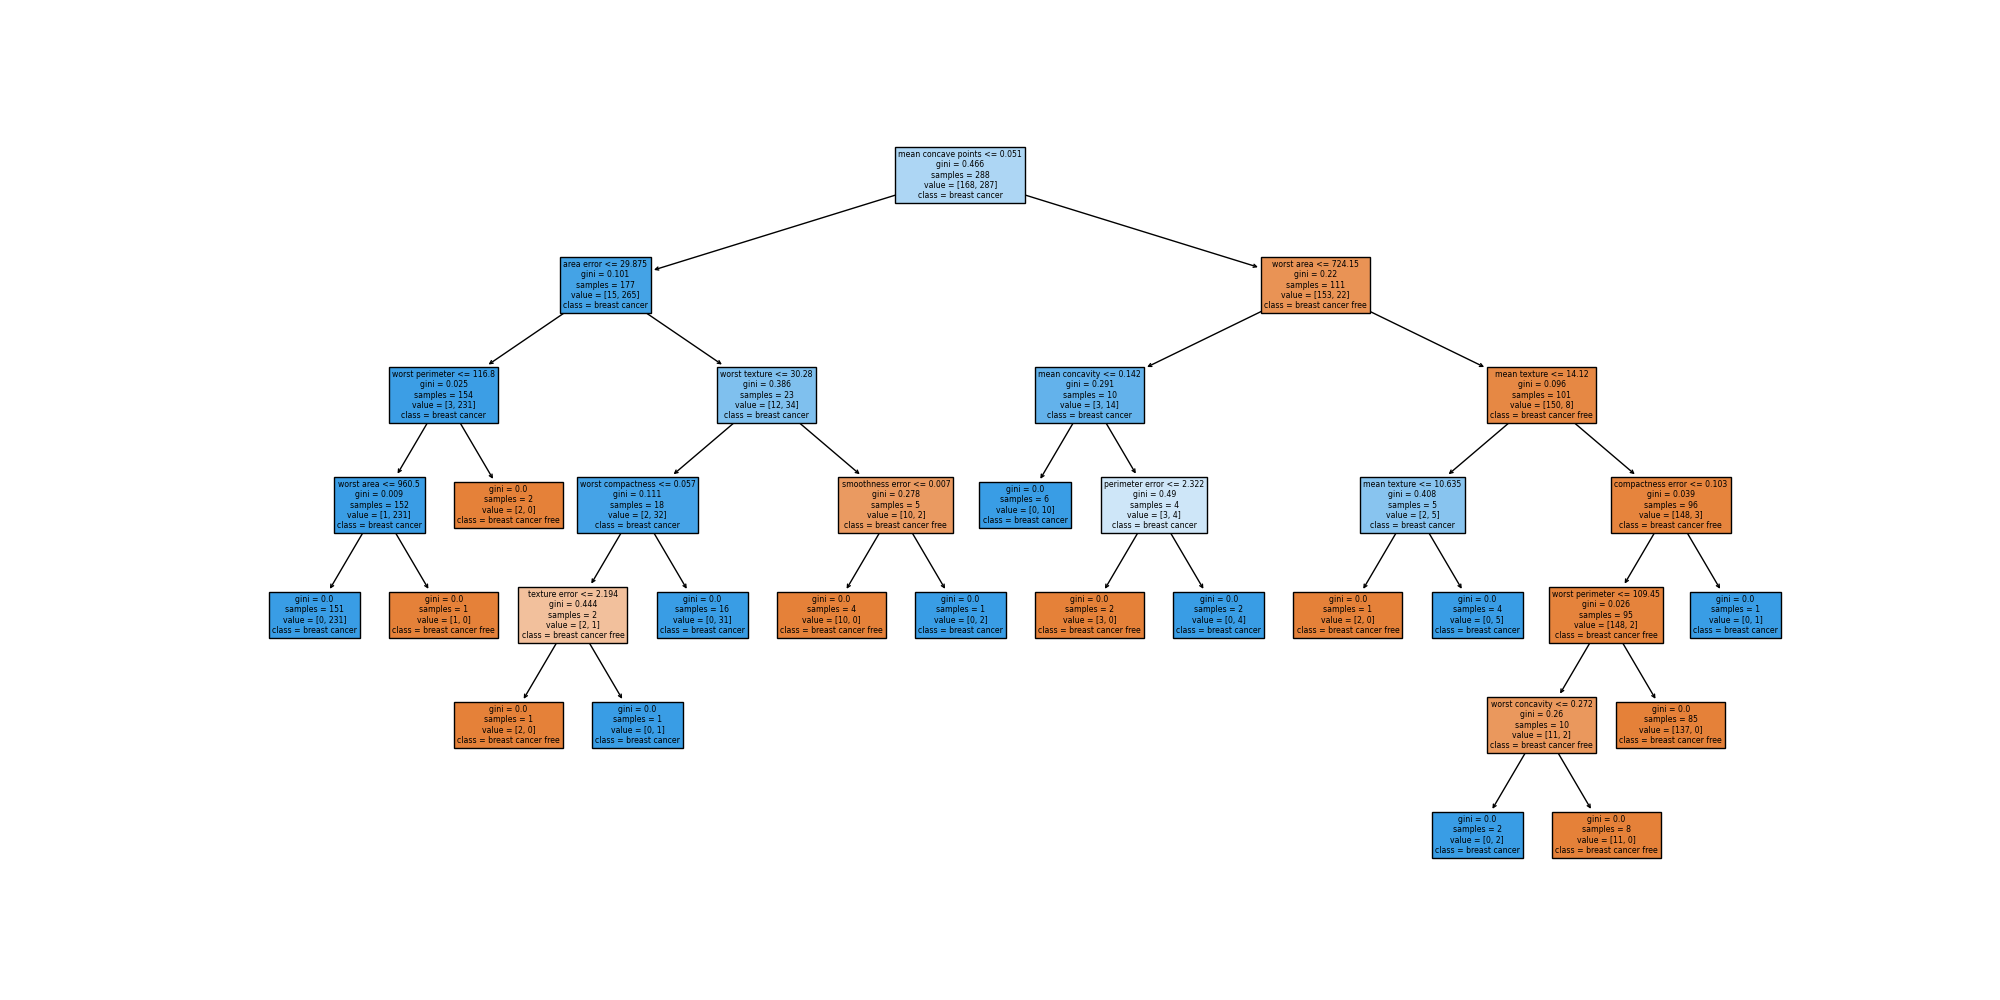 mean concave points <= 0.051
gini = 0.466
samples = 288
value = [168, 287]
class = breast cancer
area error <= 29.875
gini = 0.101
samples = 177
value = [15, 265]
class = breast cancer
worst area <= 724.15
gini = 0.22
samples = 111
value = [153, 22]
class = breast cancer free
worst perimeter <= 116.8
gini = 0.025
samples = 154
value = [3, 231]
class = breast cancer
worst texture <= 30.28
gini = 0.386
samples = 23
value = [12, 34]
class = breast cancer
mean concavity <= 0.142
gini = 0.291
samples = 10
value = [3, 14]
class = breast cancer
mean texture <= 14.12
gini = 0.096
samples = 101
value = [150, 8]
class = breast cancer free
worst area <= 960.5
gini = 0.009
samples = 152
value = [1, 231]
class = breast cancer
gini = 0.0
samples = 2
value = [2, 0]
class = breast cancer free
worst compactness <= 0.057
gini = 0.111
samples = 18
value = [2, 32]
class = breast cancer
smoothness error <= 0.007
gini = 0.278
samples = 5
value = [10, 2]
class = breast cancer free
gini = 0.0
samples = 6
value = [0, 10]
class = breast cancer
perimeter error <= 2.322
gini = 0.49
samples = 4
value = [3, 4]
class = breast cancer
mean texture <= 10.635
gini = 0.408
samples = 5
value = [2, 5]
class = breast cancer
compactness error <= 0.103
gini = 0.039
samples = 96
value = [148, 3]
class = breast cancer free
gini = 0.0
samples = 151
value = [0, 231]
class = breast cancer
gini = 0.0
samples = 1
value = [1, 0]
class = breast cancer free
texture error <= 2.194
gini = 0.444
samples = 2
value = [2, 1]
class = breast cancer free
gini = 0.0
samples = 16
value = [0, 31]
class = breast cancer
gini = 0.0
samples = 4
value = [10, 0]
class = breast cancer free
gini = 0.0
samples = 1
value = [0, 2]
class = breast cancer
gini = 0.0
samples = 2
value = [3, 0]
class = breast cancer free
gini = 0.0
samples = 2
value = [0, 4]
class = breast cancer
gini = 0.0
samples = 1
value = [2, 0]
class = breast cancer free
gini = 0.0
samples = 4
value = [0, 5]
class = breast cancer
worst perimeter <= 109.45
gini = 0.026
samples = 95
value = [148, 2]
class = breast cancer free
gini = 0.0
samples = 1
value = [0, 1]
class = breast cancer
gini = 0.0
samples = 1
value = [2, 0]
class = breast cancer free
gini = 0.0
samples = 1
value = [0, 1]
class = breast cancer
worst concavity <= 0.272
gini = 0.26
samples = 10
value = [11, 2]
class = breast cancer free
gini = 0.0
samples = 85
value = [137, 0]
class = breast cancer free
gini = 0.0
samples = 2
value = [0, 2]
class = breast cancer
gini = 0.0
samples = 8
value = [11, 0]
class = breast cancer free